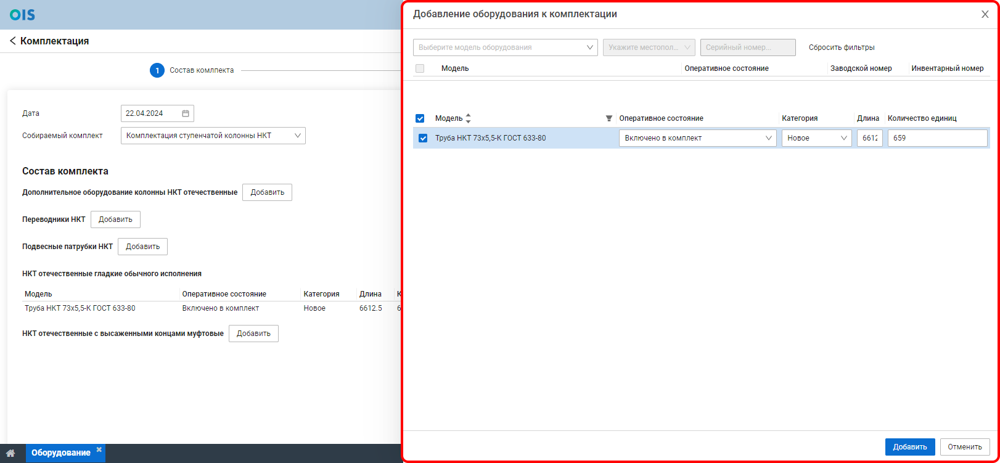 OIS
Комплектация
1 Состав комлпекта
Дата 22.04.2024
Собираемый комплект Комплектация ступенчатой колонны НКТ
Состав комплекта
Дополнительное оборудование колонны НКТ отечественные Добавить
Переводники НКТ Добавить
Подвесные патрубки НКТ Добавить
НКТ отечественные гладкие обычного исполнения
Модель Оперативное состояние Категория Длина К
Труба НКТ 73х5,5-К ГОСТ 633-80 Включено в комплект Новое 6612.5 6
НКТ отечественные с высаженными концами муфтовые Добавить
Оборудование
Добавление оборудования к комплектации
Выберите модель оборудования Укажите местопол... Серийный номер... Сбросить фильтры
Модель Оперативное состояние Заводской номер Инвентарный номер
Модель Оперативное состояние Категория Длина Количество единиц
Труба НКТ 73х5,5-К ГОСТ 633-80 Включено в комплект Новое 6612 659
Добавить Отменить